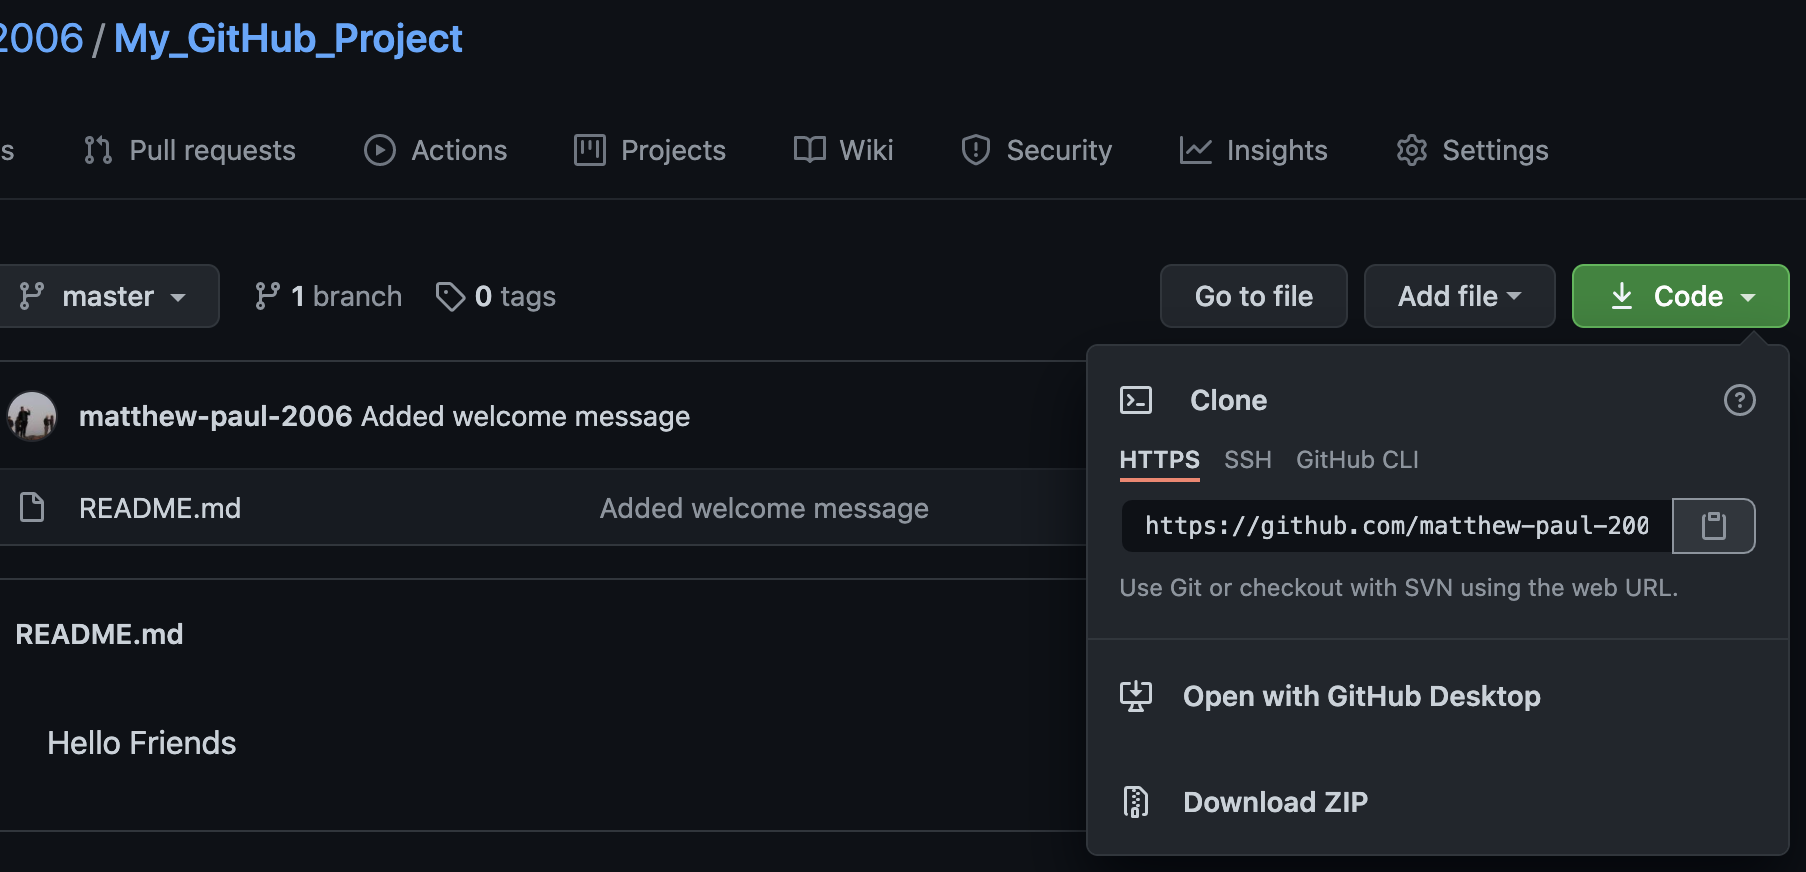 2006 / My_GitHub_Project
s Pull requests Actions Projects Wiki Security Insights Settings
master 1 branch 0 tags Go to file Add file Code
matthew-paul-2006 Added welcome message
README.md Added welcome message
README.md
Hello Friends
Clone
HTTPS SSH GitHub CLI
https://github.com/matthew-paul-200
Use Git or checkout with SVN using the web URL.
Open with GitHub Desktop
Download ZIP